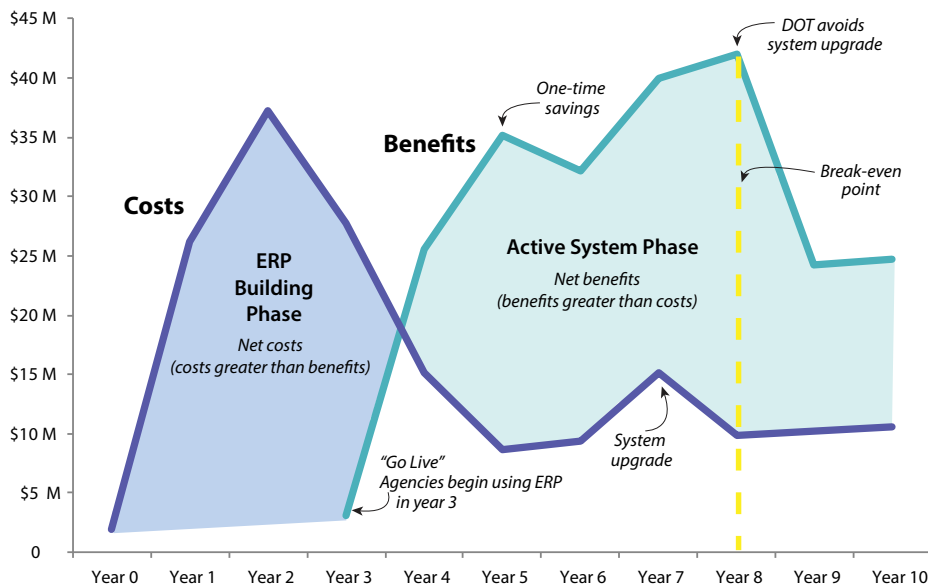 $45 M
$40 M
$35 M
$30 M
$25 M
$20 M
$15 M
$10 M
$5 M
0
DOT avoids
system upgrade
One-time
savings
Benefits
Break-even
point
Costs
ERP
Building
Phase
Net costs
(costs greater than benefits)
Active System Phase
Net benefits
(benefits greater than costs)
System
upgrade
“Go Live”
Agencies begin using ERP
in year 3
Year 0
Year 1
Year 2
Year 3
Year 4
Year 5
Year 6
Year 7
Year 8
Year 9
Year 10